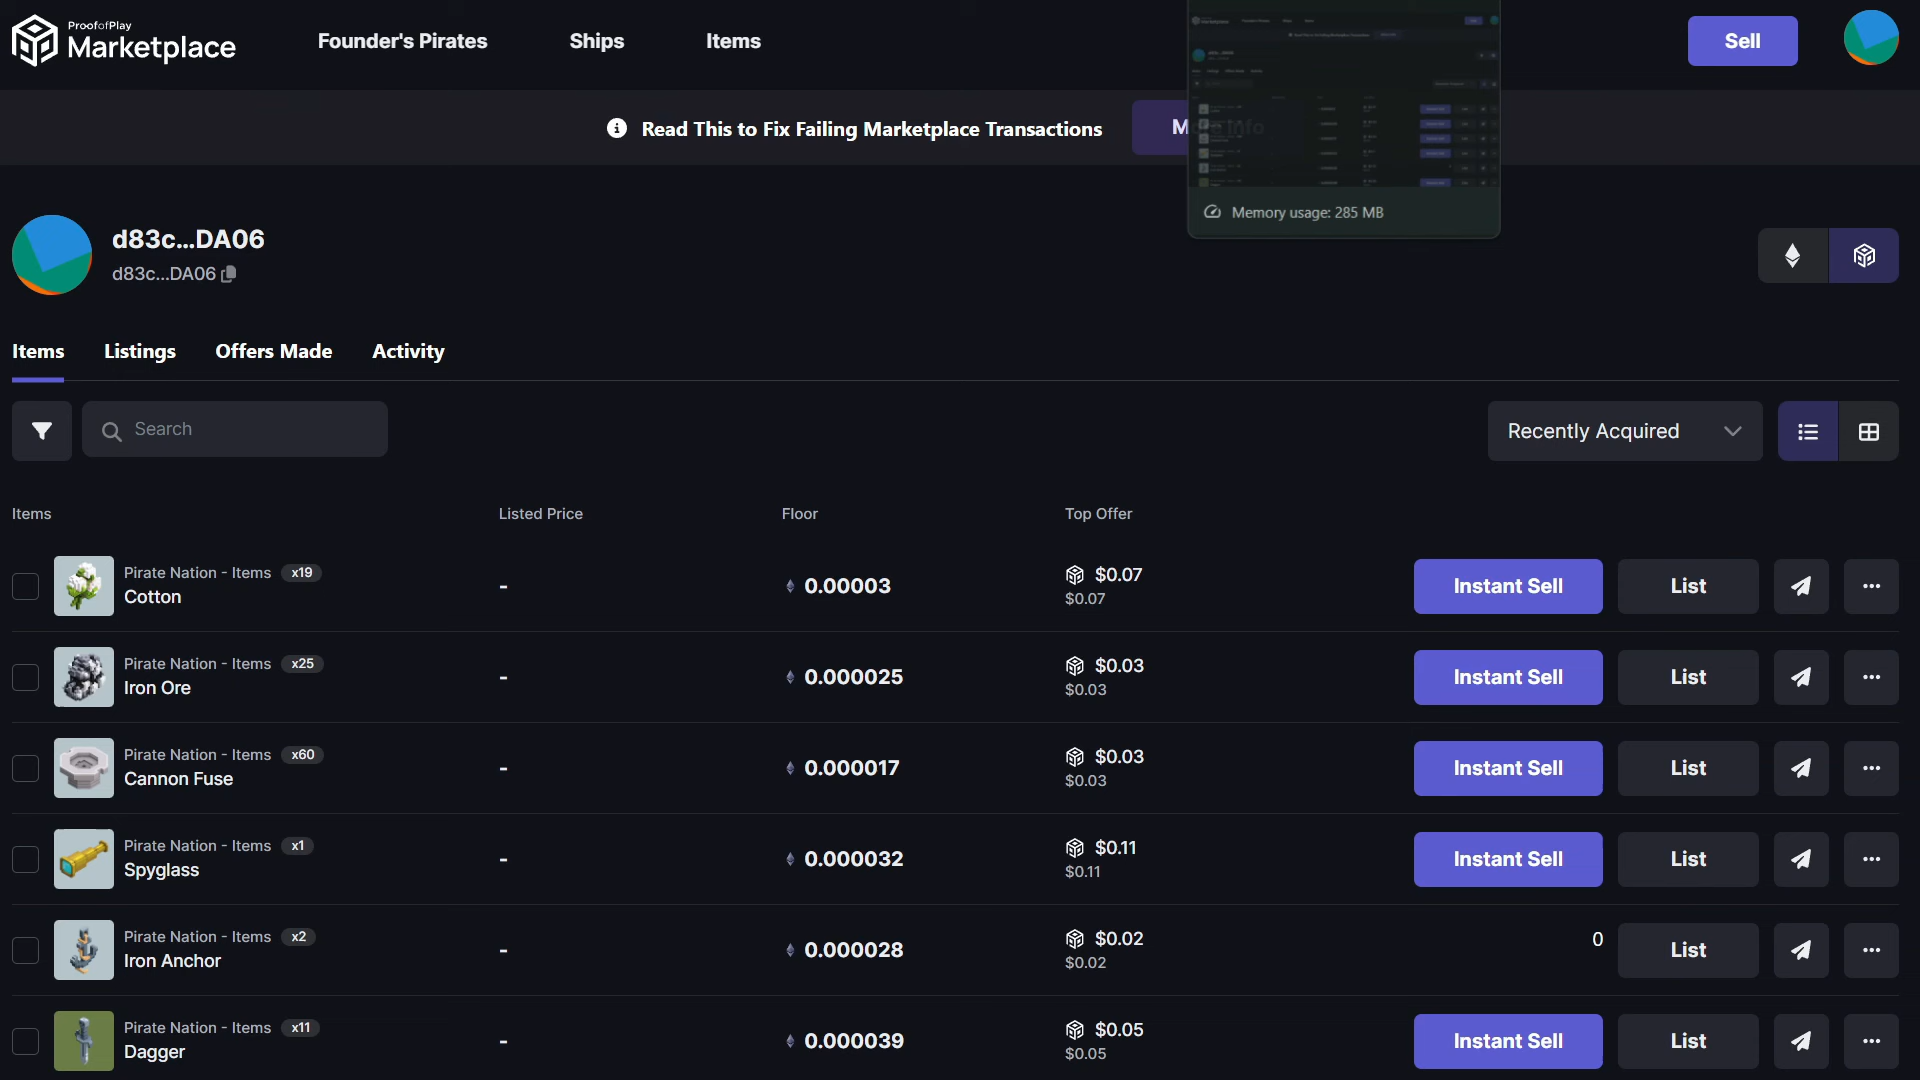 ProofofPlay
Marketplace
Founder's Pirates
Ships
Items
Sell
Read This to Fix Failing Marketplace Transactions
Memory usage: 285 MB
d83c...DA06
d83c...DA06
Items
Listings
Offers Made
Activity
Search
Recently Acquired
Items
Listed Price
Floor
Top Offer
Pirate Nation - Items x19
Cotton
-
0.00003
$0.07
$0.07
Instant Sell
List
Pirate Nation - Items x25
Iron Ore
-
0.000025
$0.03
$0.03
Instant Sell
List
Pirate Nation - Items x60
Cannon Fuse
-
0.000017
$0.03
$0.03
Instant Sell
List
Pirate Nation - Items x1
Spyglass
-
0.000032
$0.11
$0.11
Instant Sell
List
Pirate Nation - Items x2
Iron Anchor
-
0.000028
$0.02
$0.02
0
List
Pirate Nation - Items x11
Dagger
-
0.000039
$0.05
$0.05
Instant Sell
List